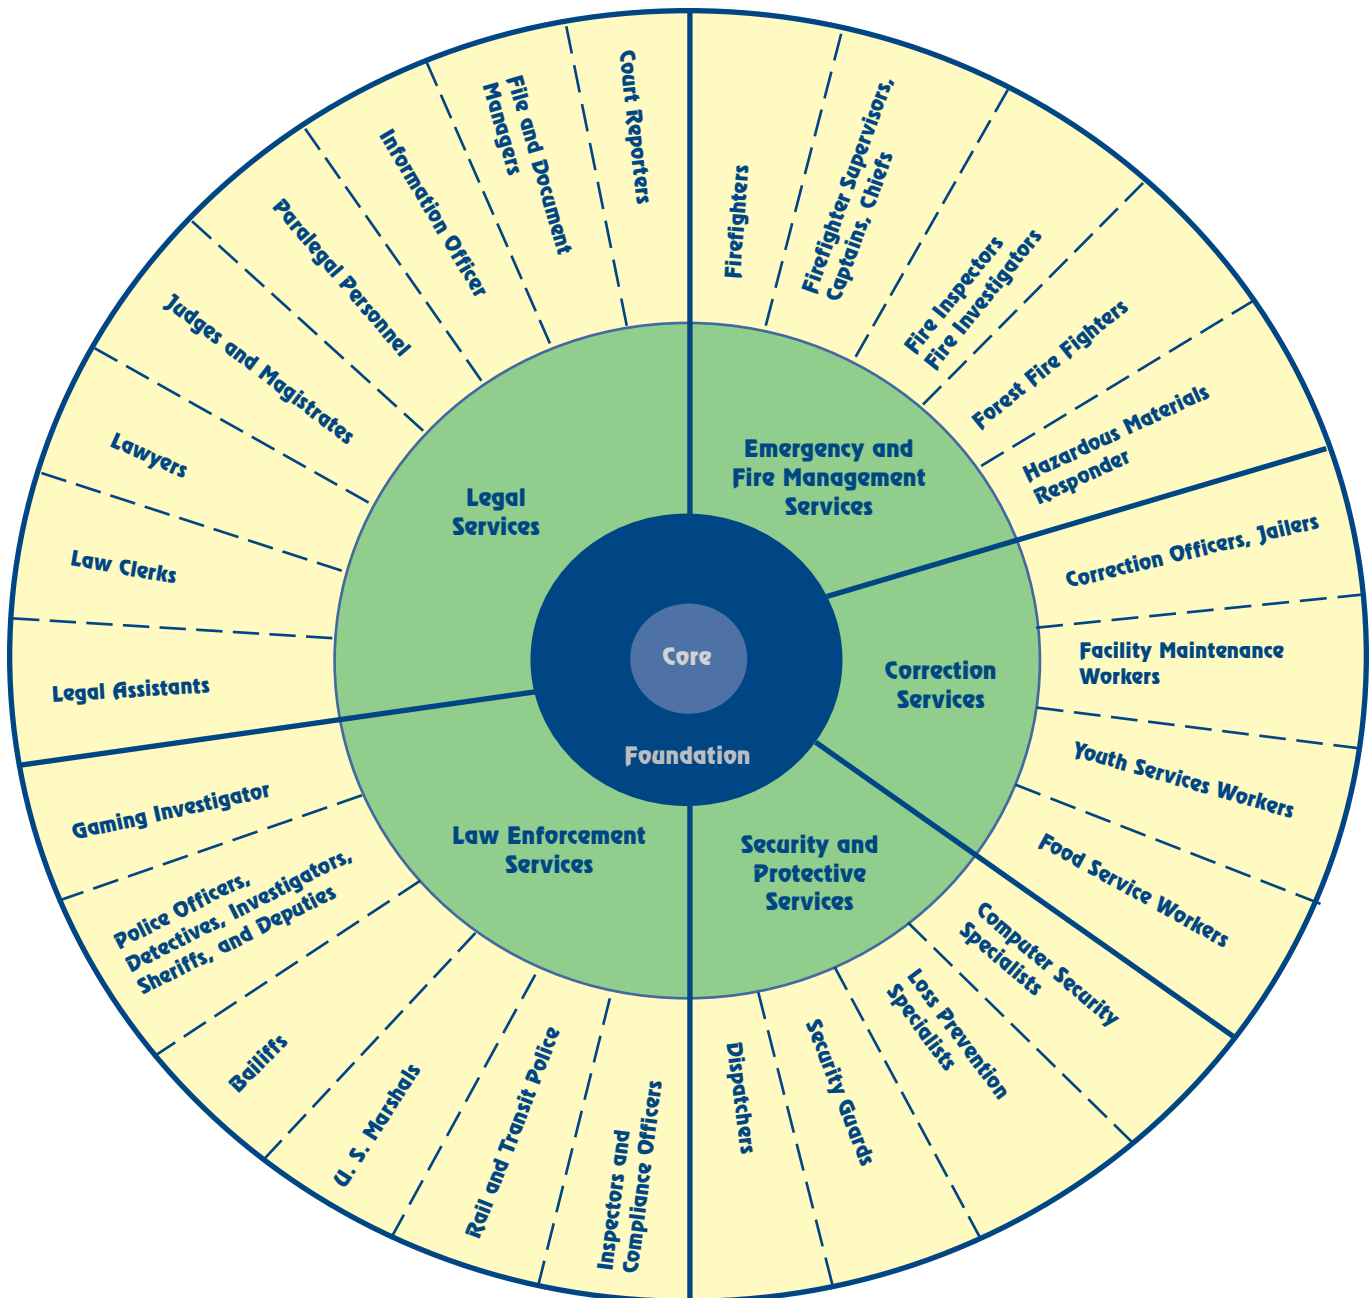 Court Reporters
File and Document
Managers
Information Officer
Paralegal Personnel
Judges and Magistrates
Lawyers
Law Clerks
Legal Assistants
Legal
Services
Firefighters
Firefighter Supervisors,
Captains, Chiefs
Fire Inspectors
Fire Investigators
Forest Fire Fighters
Hazardous Materials
Responder
Emergency and
Fire Management
Services
Correction Officers, Jailers
Facility Maintenance
Workers
Youth Services Workers
Food Service Workers
Correction
Services
Core
Foundation
Law Enforcement
Services
Gaming Investigator
Police Officers,
Detectives, Investigators,
Sheriffs, and Deputies
Bailiffs
U. S. Marshals
Rail and Transit Police
Inspectors and
Compliance Officers
Security and
Protective
Services
Computer Security
Specialists
Loss Prevention
Specialists
Security Guards
Dispatchers